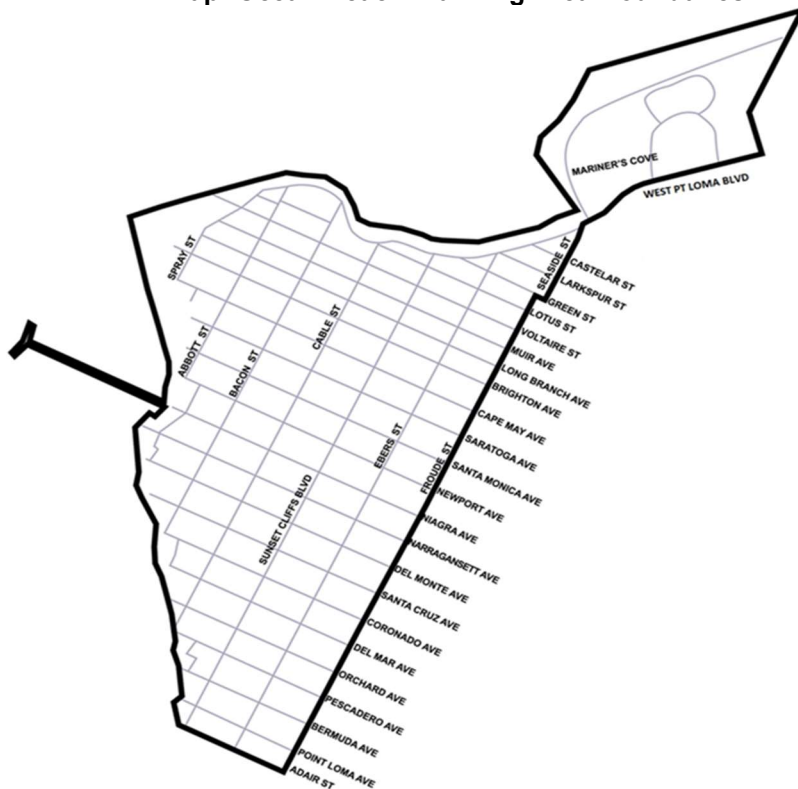 MARINER'S COVE
WEST PT LOMA BLVD
SEASIDE ST
CASTELAR ST
LARKSPUR ST
GREEN ST
LOTUS ST
VOLTAIRE ST
MUIR AVE
LONG BRANCH AVE
BRIGHTON AVE
CAPE MAY AVE
SARATOGA AVE
SANTA MONICA AVE
NEWPORT AVE
NIAGRA AVE
NARRAGANSETT AVE
DEL MONTE AVE
SANTA CRUZ AVE
CORONADO AVE
DEL MAR AVE
ORCHARD AVE
PESCADERO AVE
BERMUDA AVE
POINT LOMA AVE
ADAIR ST
SPRAY ST
ABBOTT ST
BACON ST
CABLE ST
SUNSET CLIFFS BLVD
EBERS ST
FROUDE ST